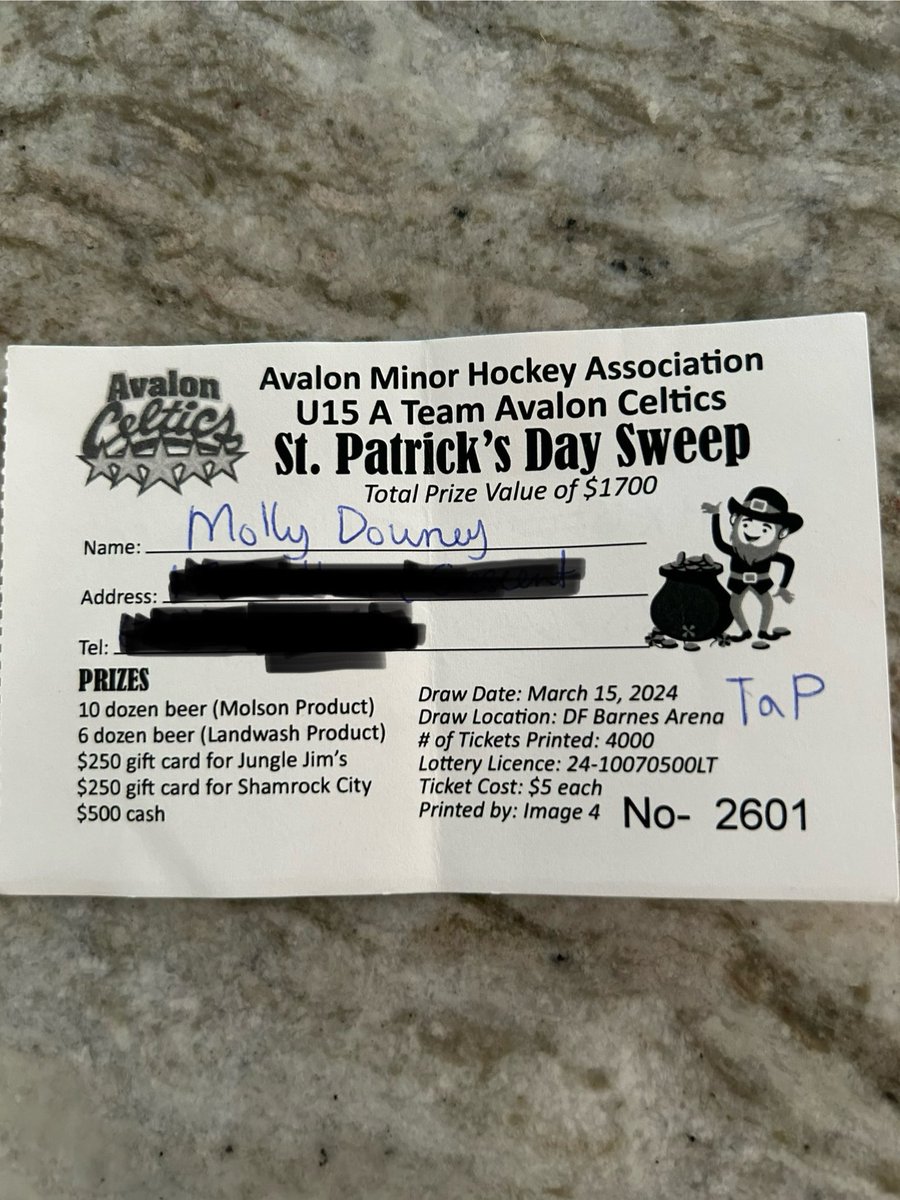 Avalon
Celtics
Avalon Minor Hockey Association
U15 A Team Avalon Celtics
St. Patrick's Day Sweep
Total Prize Value of $1700
Name: Molly Downey
Address:
Tel:
PRIZES
10 dozen beer (Molson Product)
6 dozen beer (Landwash Product)
$250 gift card for Jungle Jim's
$250 gift card for Shamrock City
$500 cash
Draw Date: March 15, 2024
Draw Location: DF Barnes Arena
# of Tickets Printed: 4000
Lottery Licence: 24-10070500LT
Ticket Cost: $5 each
Printed by: Image 4
TaP
No- 2601